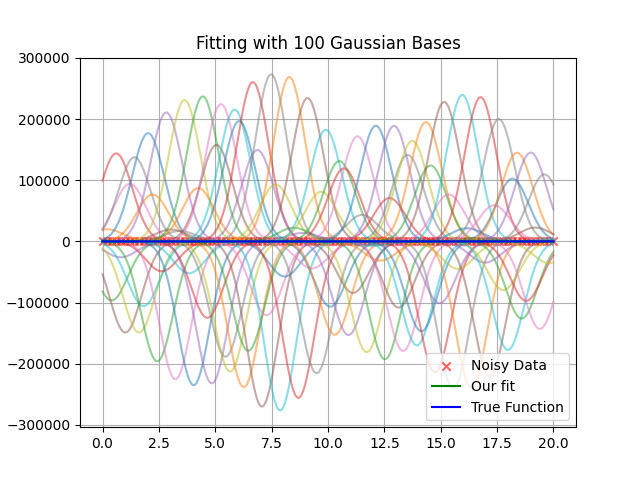 Fitting with 100 Gaussian Bases
300000
200000
100000
0
−100000
−200000
−300000
0.0 2.5 5.0 7.5 10.0 12.5 15.0 17.5 20.0
Noisy Data
Our fit
True Function